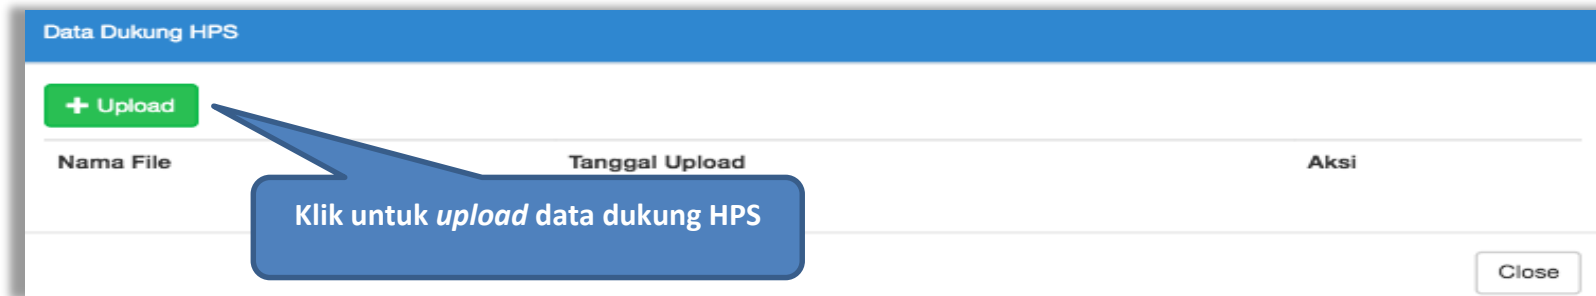 Data Dukung HPS
+ Upload
Nama File Tanggal Upload Aksi
Klik untuk upload data dukung HPS
Close